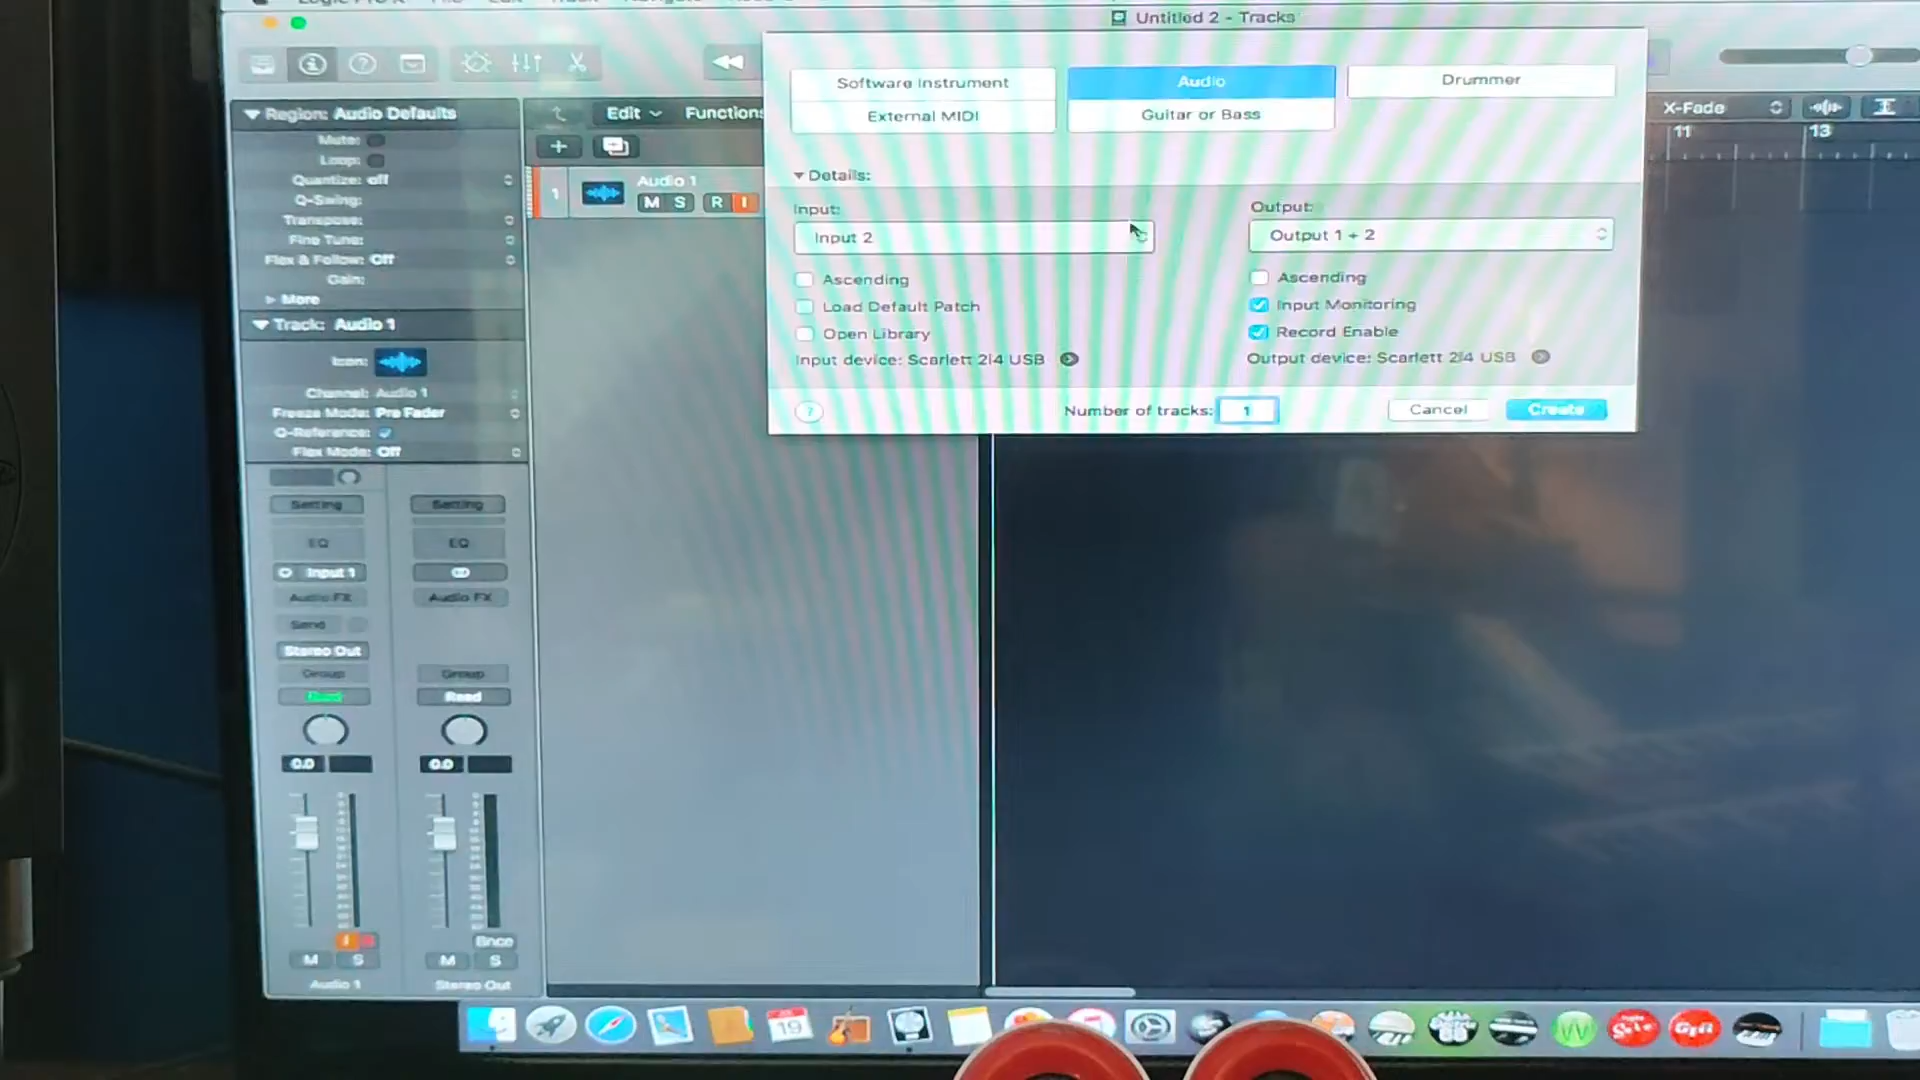 Untitled 2 - Tracks
Software Instrument
Audio
Drummer
External MIDI
Guitar or Bass
Details:
Input:
Input 2
Output:
Output 1 + 2
Ascending
Load Default Patch
Open Library
Ascending
Input Monitoring
Record Enable
Input device: Scarlett 2i4 USB
Output device: Scarlett 2i4 USB
?
Number of tracks: 1
Cancel
Create
Region: Audio Defaults
Mute:
Loop:
Quantize: off
Q-Swing:
Transpose:
Fine Tune:
Flex & Follow: Off
Gain:
More
Track: Audio 1
Icon:
Channel: Audio 1
Freeze Mode: Pre Fader
Q-Reference:
Flex Mode: Off
Edit
Functions
1
Audio 1
M S R I
X-Fade
11
13
Setting
Setting
EQ
EQ
Input 1
Audio FX
Audio FX
Send
Stereo Out
Group
Group
Read
Read
0.0
0.0
I
Bnce
M S
M S
Audio 1
Stereo Out
19